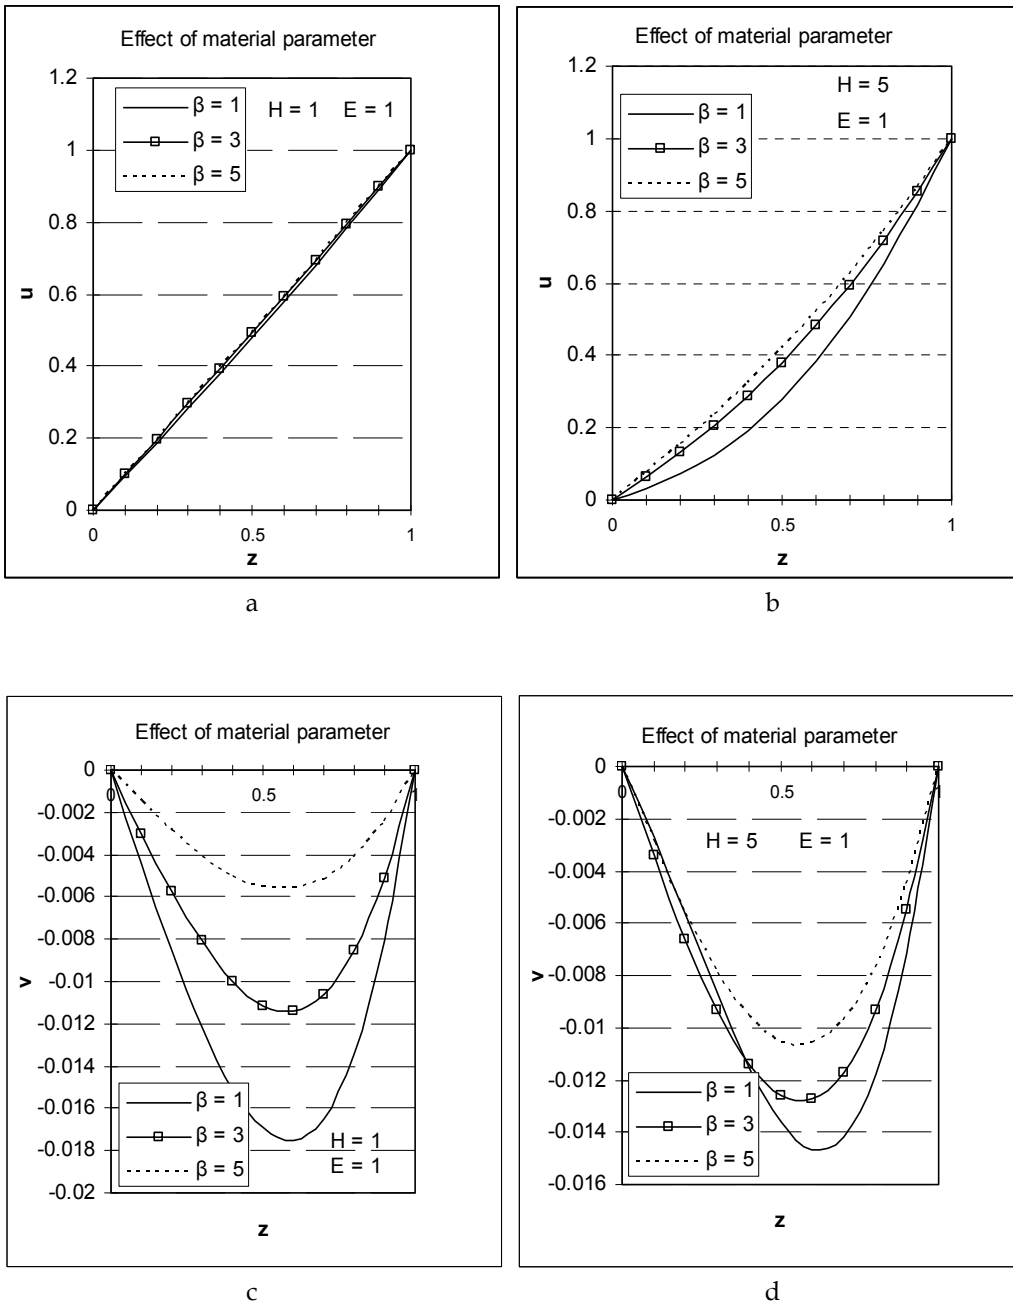 Effect of material parameter
1.2
1
0.8
0.6
0.4
0.2
0
β = 1
β = 3
β = 5
H = 1 E = 1
u
0 0.5 1
z
a
Effect of material parameter
1.2
1
0.8
0.6
0.4
0.2
0
β = 1
β = 3
β = 5
H = 5
E = 1
u
0 0.5 1
z
b
Effect of material parameter
0
-0.002
-0.004
-0.006
-0.008
-0.01
-0.012
-0.014
-0.016
-0.018
-0.02
0 0.5 1
v
β = 1
β = 3
β = 5
H = 1
E = 1
z
c
Effect of material parameter
0
-0.002
-0.004
-0.006
-0.008
-0.01
-0.012
-0.014
-0.016
0 0.5 1
H = 5 E = 1
v
β = 1
β = 3
β = 5
z
d